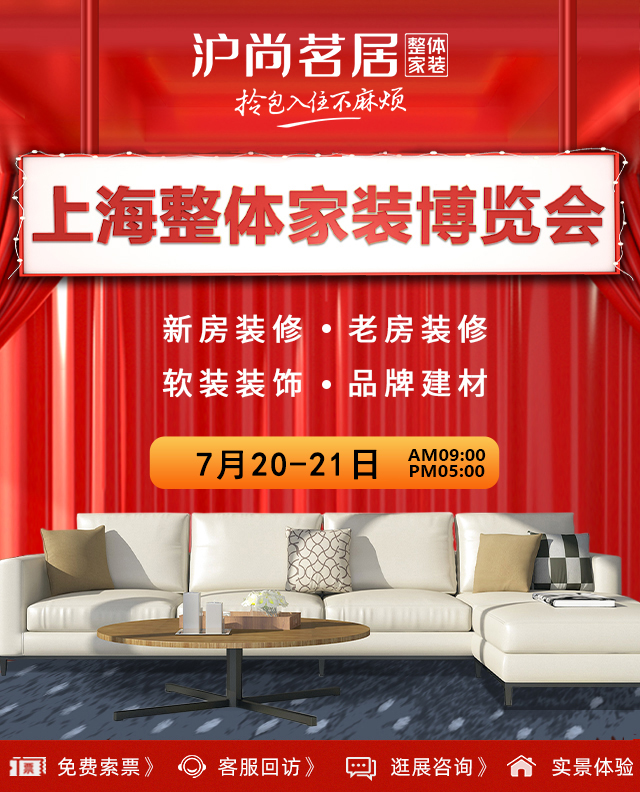 沪尚茗居 整体家装
拎包入住不麻烦
上海整体家装博览会
新房装修·老房装修
软装装饰·品牌建材
7月20-21日 AM09:00 PM05:00
票 免费索票》 客服回访》 逛展咨询》 实景体验